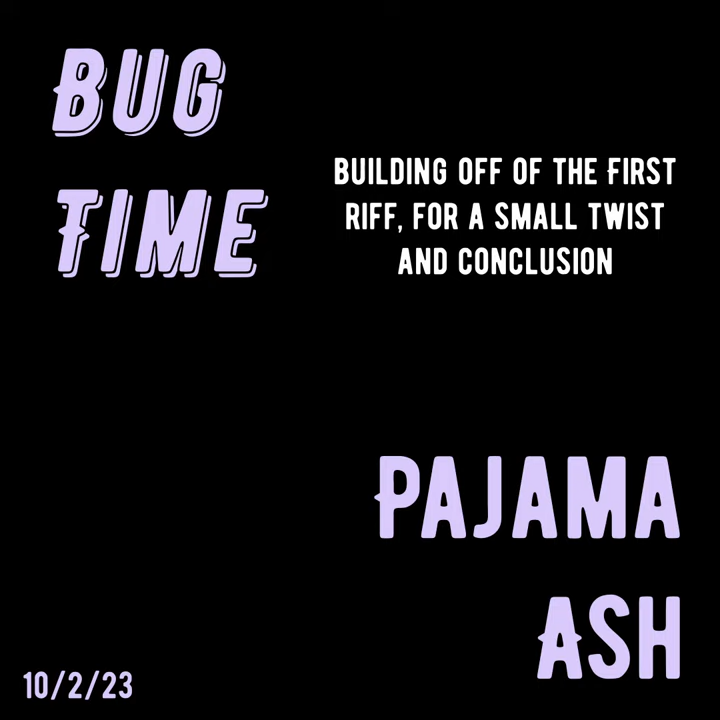 BUG
TIME
BUILDING OFF OF THE FIRST
RIFF, FOR A SMALL TWIST
AND CONCLUSION
PAJAMA
ASH
10/2/23